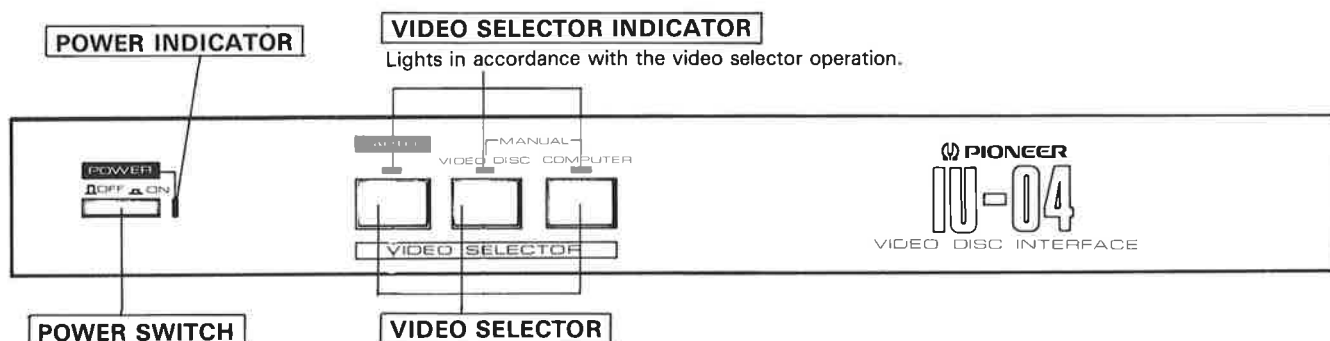 POWER INDICATOR
VIDEO SELECTOR INDICATOR
Lights in accordance with the video selector operation.
POWER
OFF ON
MANUAL
VIDEO DISC COMPUTER
VIDEO SELECTOR
PIONEER
IU-04
VIDEO DISC INTERFACE
POWER SWITCH
VIDEO SELECTOR